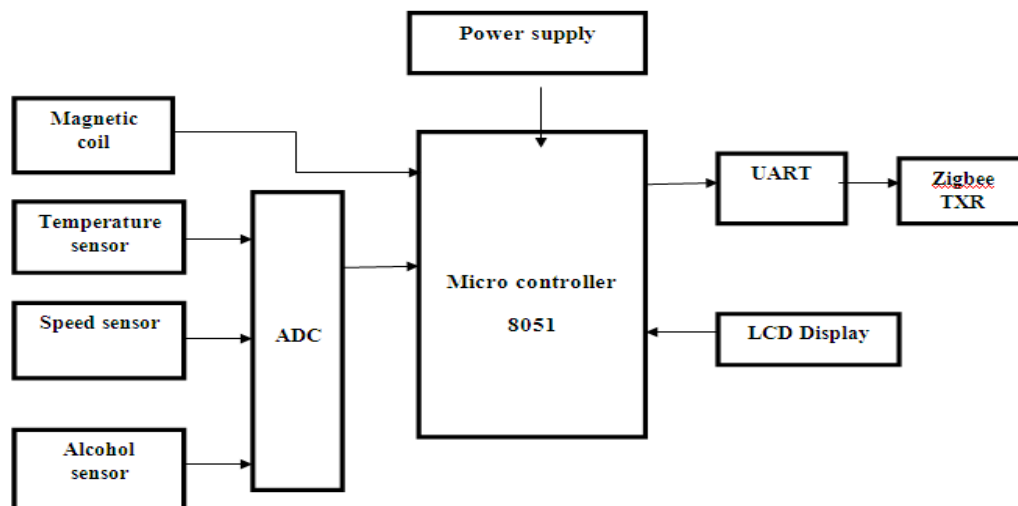 Power supply
Magnetic
coil
Temperature
sensor
Speed sensor
Alcohol
sensor
ADC
Micro controller
8051
UART
Zigbee
TXR
LCD Display